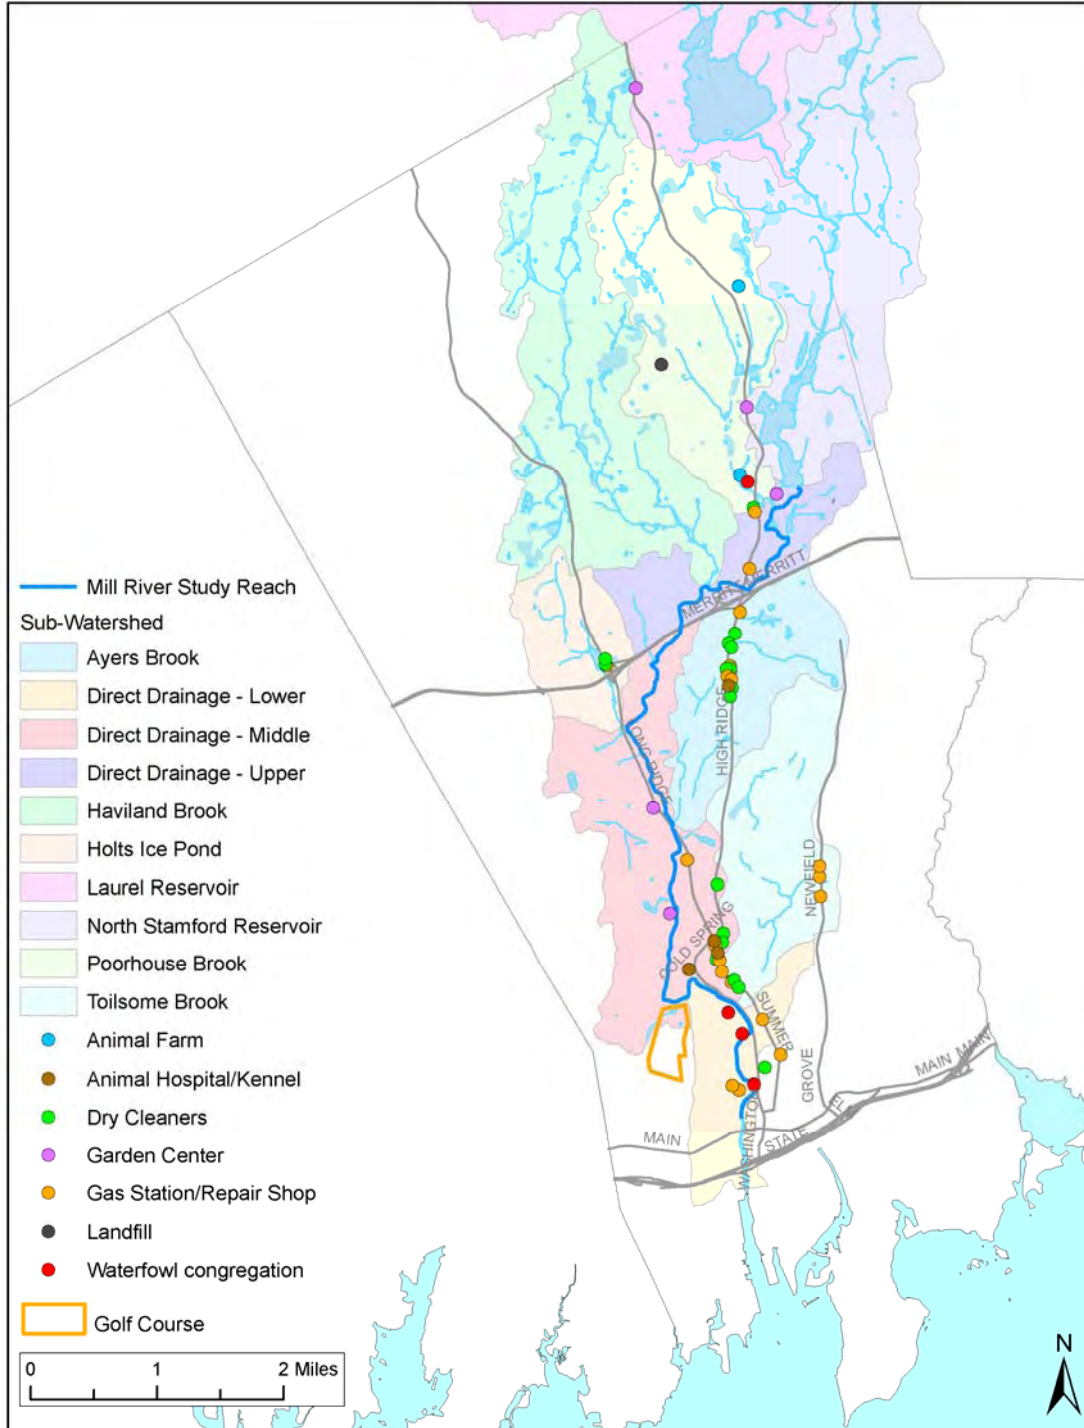 MERRITT
MERRITT
HIGH RIDGE
LONG RIDGE
NEWFIELD
COLD SPRING
SUMMER
GROVE
MAIN
MAIN
MAIN
STATE
ELM
WASHINGTON
Mill River Study Reach
Sub-Watershed
Ayers Brook
Direct Drainage - Lower
Direct Drainage - Middle
Direct Drainage - Upper
Haviland Brook
Holts Ice Pond
Laurel Reservoir
North Stamford Reservoir
Poorhouse Brook
Toilsome Brook
Animal Farm
Animal Hospital/Kennel
Dry Cleaners
Garden Center
Gas Station/Repair Shop
Landfill
Waterfowl congregation
Golf Course
0 1 2 Miles
N